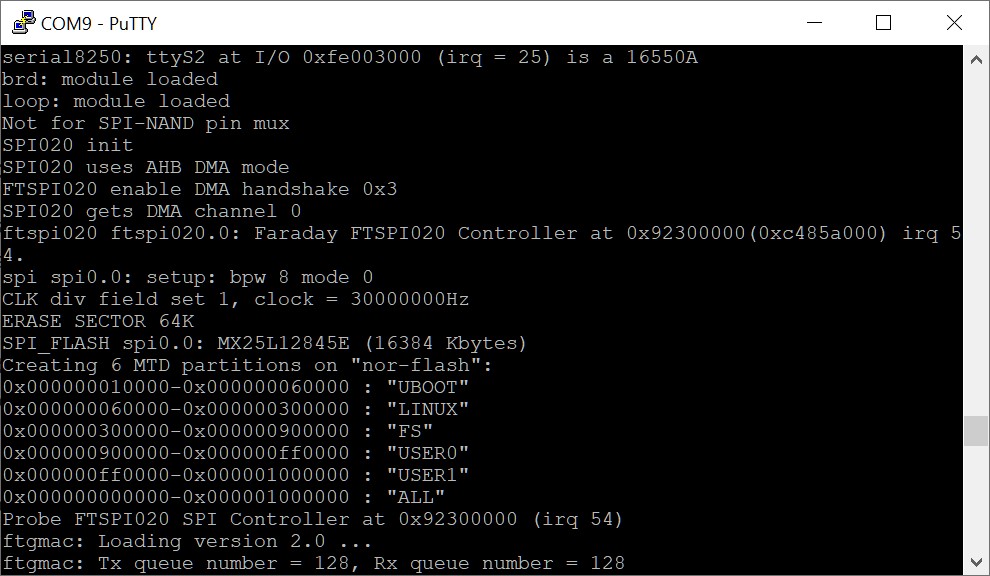 COM9 - PuTTY
serial8250: ttyS2 at I/O 0xfe003000 (irq = 25) is a 16550A
brd: module loaded
loop: module loaded
Not for SPI-NAND pin mux
SPI020 init
SPI020 uses AHB DMA mode
FTSPI020 enable DMA handshake 0x3
SPI020 gets DMA channel 0
ftspi020 ftspi020.0: Faraday FTSPI020 Controller at 0x92300000(0xc485a000) irq 5
4.
spi spi0.0: setup: bpw 8 mode 0
CLK div field set 1, clock = 30000000Hz
ERASE SECTOR 64K
SPI_FLASH spi0.0: MX25L12845E (16384 Kbytes)
Creating 6 MTD partitions on "nor-flash":
0x000000010000-0x000000060000 : "UBOOT"
0x000000060000-0x000000300000 : "LINUX"
0x000000300000-0x000000900000 : "FS"
0x000000900000-0x000000ff0000 : "USER0"
0x000000ff0000-0x000001000000 : "USER1"
0x000000000000-0x000001000000 : "ALL"
Probe FTSPI020 SPI Controller at 0x92300000 (irq 54)
ftgmac: Loading version 2.0 ...
ftgmac: Tx queue number = 128, Rx queue number = 128